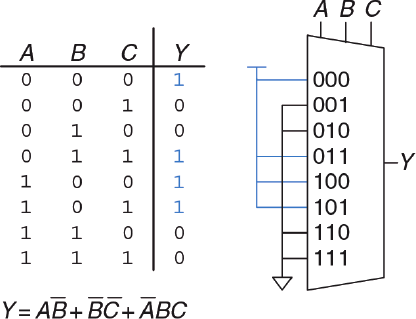 A B C Y
0 0 0 1
0 0 1 0
0 1 0 0
0 1 1 1
1 0 0 1
1 0 1 1
1 1 0 0
1 1 1 0
Y = AB̅ + B̅C̅ + A̅BC
A B C
000
001
010
011
100
101
110
111
Y